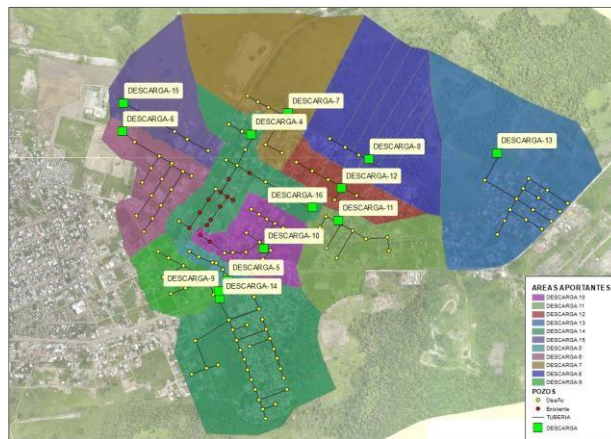 DESCARGA-15
DESCARGA-7
DESCARGA-6
DESCARGA-4
DESCARGA-8
DESCARGA-13
DESCARGA-12
DESCARGA-16
DESCARGA-11
DESCARGA-10
DESCARGA-9
DESCARGA-5
DESCARGA-14
AREAS APORTANTES
DESCARGA 10
DESCARGA 11
DESCARGA 12
DESCARGA 13
DESCARGA 14
DESCARGA 15
DESCARGA 5
DESCARGA 6
DESCARGA 7
DESCARGA 8
DESCARGA 9
POZOS
Diseño
Existente
TUBERIA
DESCARGA